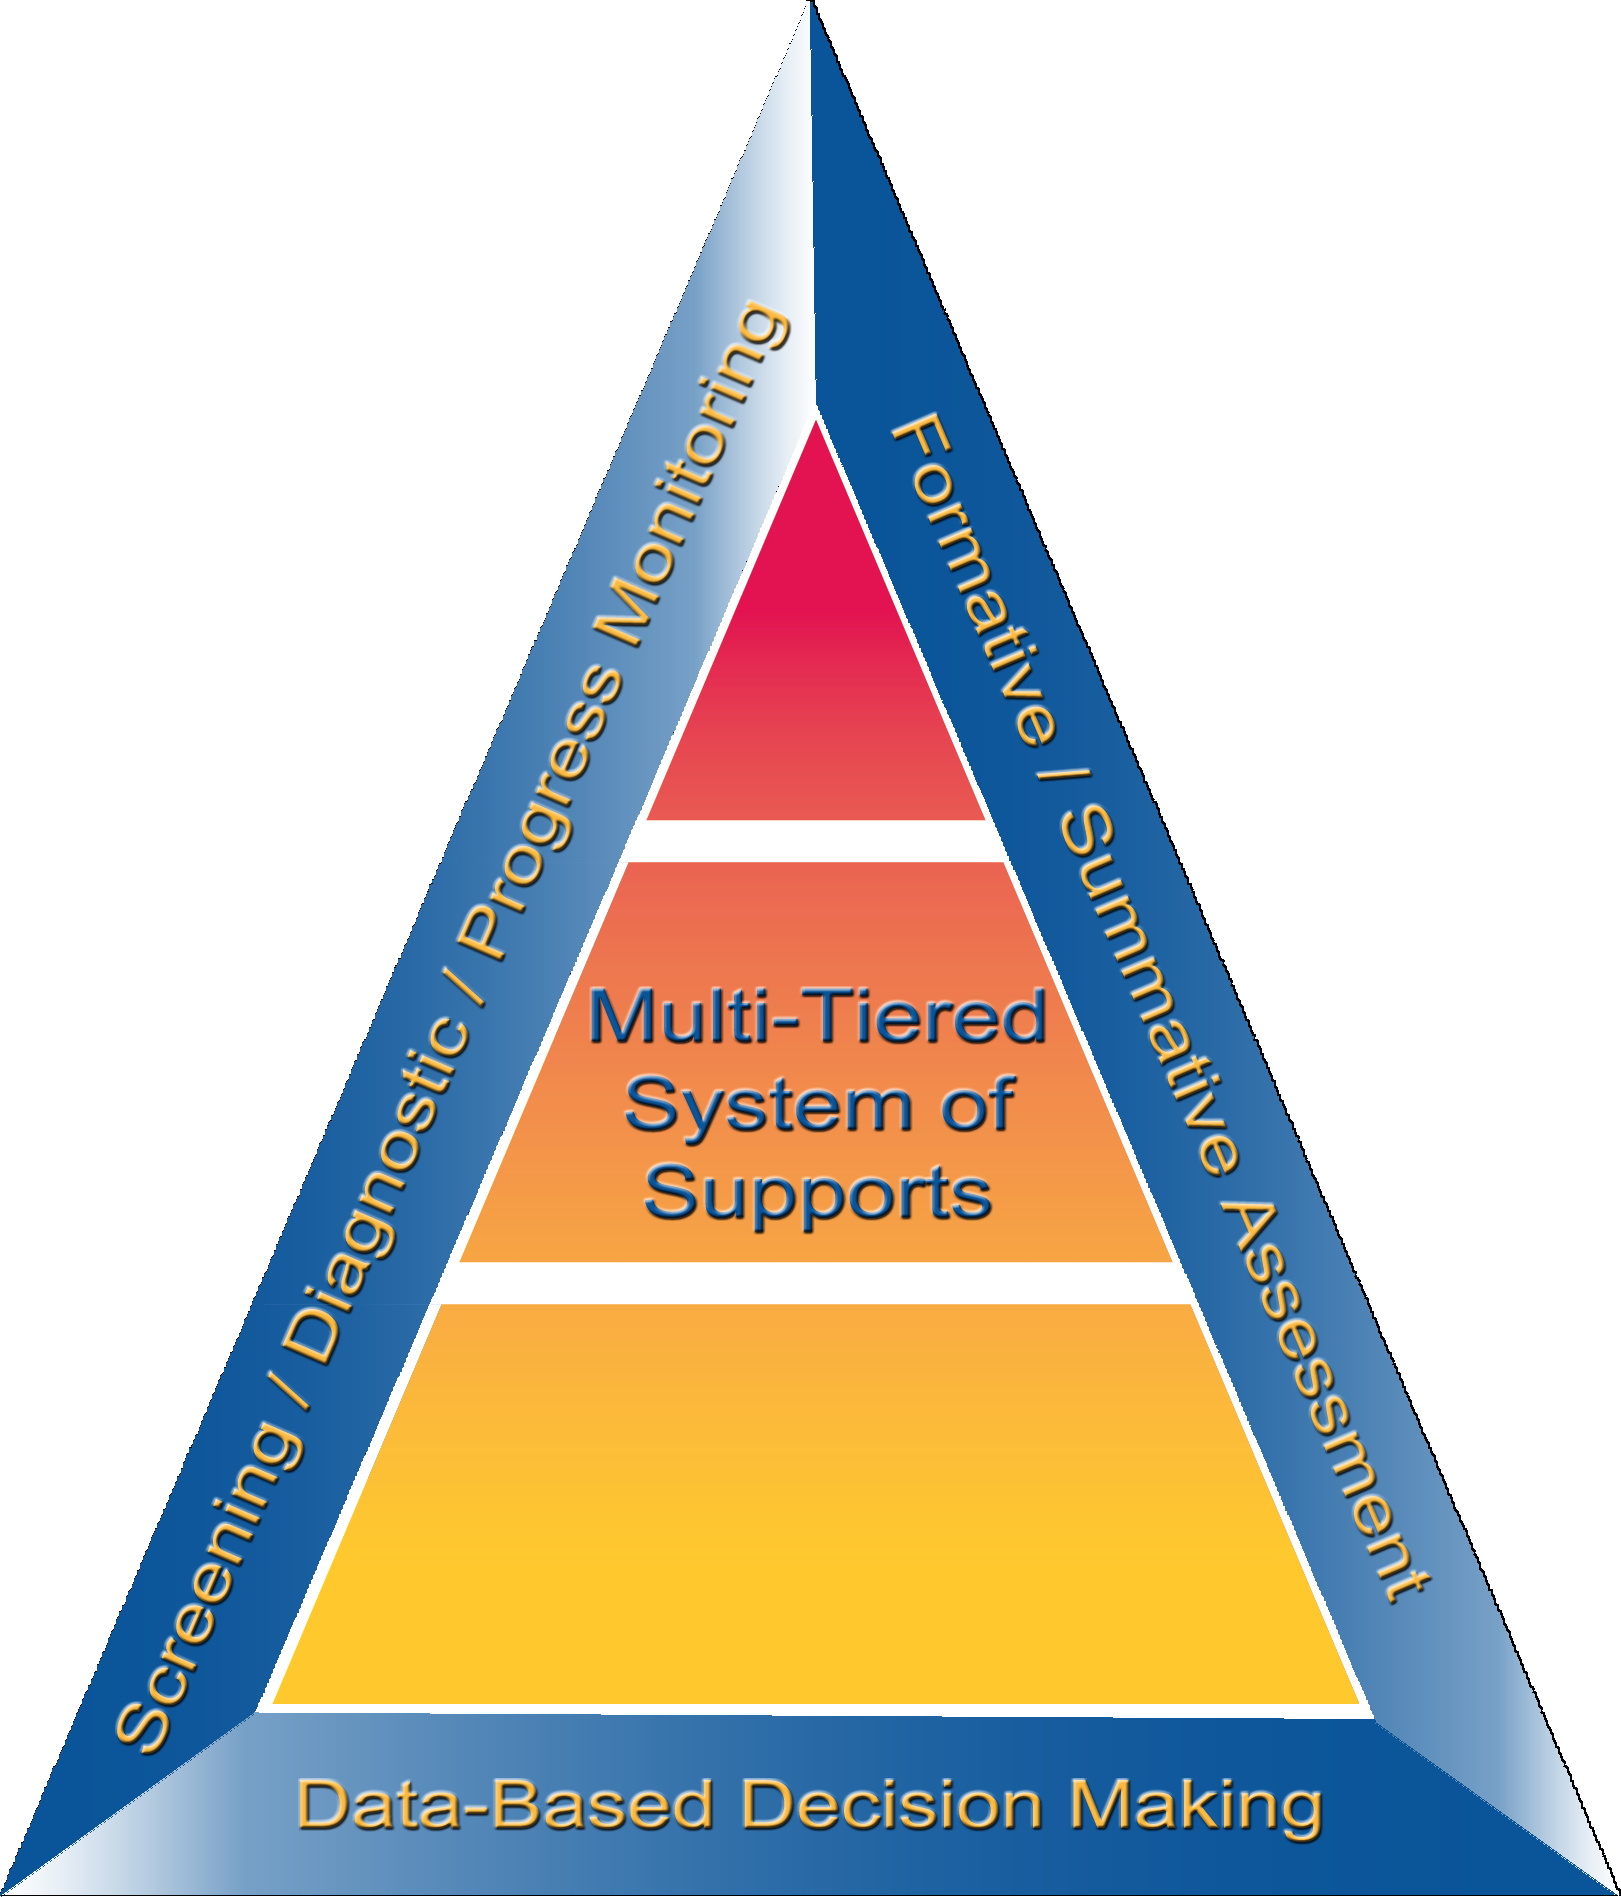 Screening / Diagnostic / Progress Monitoring
Formative / Summative Assessment
Multi-Tiered
System of
Supports
Data-Based Decision Making